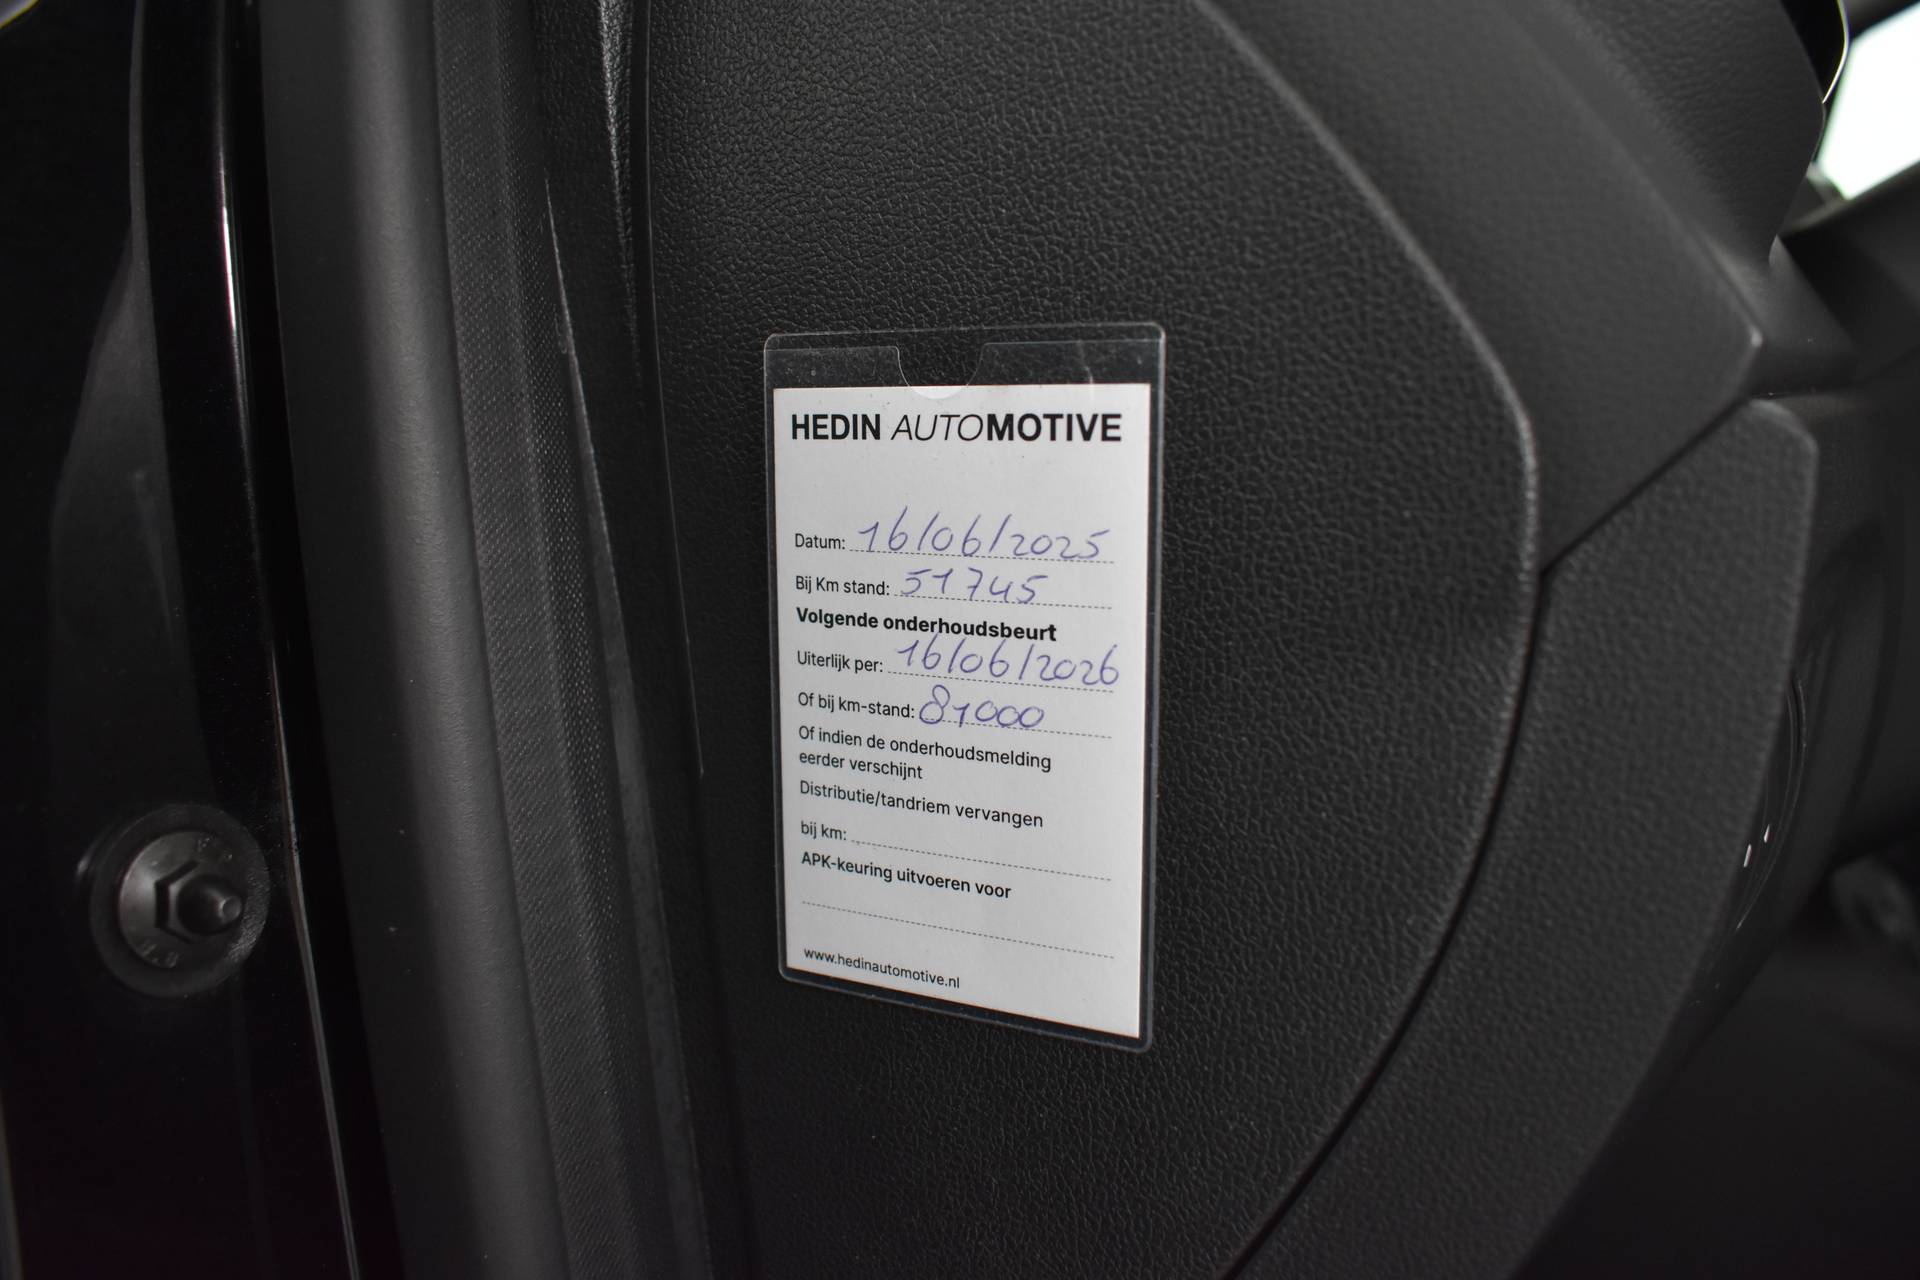 HEDIN AUTOMOTIVE
Datum: 16/06/2025
Bij Km stand: 51745
Volgende onderhoudsbeurt
Uiterlijk per: 16/06/2026
Of bij km-stand: 81000
Of indien de onderhoudsmelding
eerder verschijnt
Distributie/tandriem vervangen
bij km:
APK-keuring uitvoeren voor
www.hedinautomotive.nl